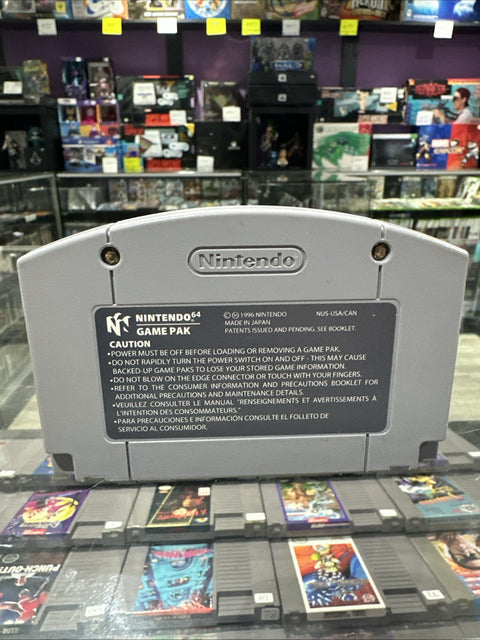 Nintendo
NINTENDO64
GAME PAK
© Ⓜ 1996 NINTENDO
NUS-USA/CAN
MADE IN JAPAN
PATENTS ISSUED AND PENDING. SEE BOOKLET.
CAUTION
•POWER MUST BE OFF BEFORE LOADING OR REMOVING A GAME PAK.
•DO NOT RAPIDLY TURN THE POWER SWITCH ON AND OFF - THIS MAY CAUSE
BACKED-UP GAME PAKS TO LOSE YOUR STORED GAME INFORMATION.
•DO NOT BLOW ON THE EDGE CONNECTOR OR TOUCH WITH YOUR FINGERS.
•REFER TO THE CONSUMER INFORMATION AND PRECAUTIONS BOOKLET FOR
ADDITIONAL PRECAUTIONS AND MAINTENANCE DETAILS.
•VEUILLEZ CONSULTER LE MANUAL "RENSEIGNEMENTS ET AVERTISSEMENTS À
L'INTENTION DES CONSOMMATEURS."
•PARA PRECAUCIONES E INFORMACIÓN CONSULTE EL FOLLETO DE
SERVICIO AL CONSUMIDOR.
HALO
PUNCH-OUT!!